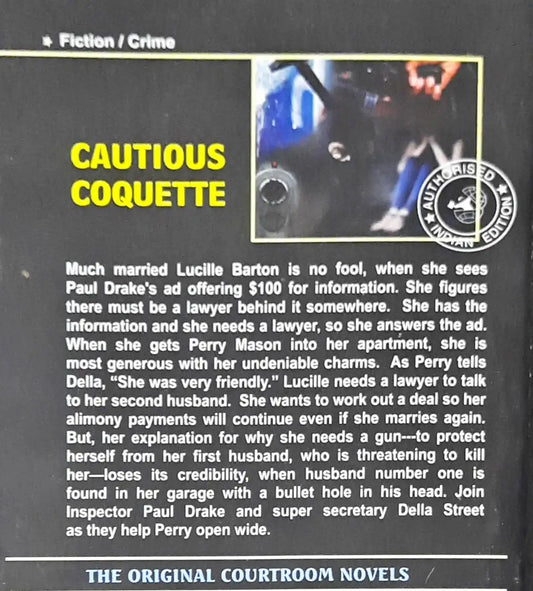 ★ Fiction / Crime
CAUTIOUS
COQUETTE
AUTHORISED
INDIAN EDITION
Much married Lucille Barton is no fool, when she sees
Paul Drake's ad offering $100 for information. She figures
there must be a lawyer behind it somewhere. She has the
information and she needs a lawyer, so she answers the ad.
When she gets Perry Mason into her apartment, she is
most generous with her undeniable charms. As Perry tells
Della, “She was very friendly.” Lucille needs a lawyer to talk
to her second husband. She wants to work out a deal so her
alimony payments will continue even if she marries again.
But, her explanation for why she needs a gun---to protect
herself from her first husband, who is threatening to kill
her—loses its credibility, when husband number one is
found in her garage with a bullet hole in his head. Join
Inspector Paul Drake and super secretary Della Street
as they help Perry open wide.
THE ORIGINAL COURTROOM NOVELS